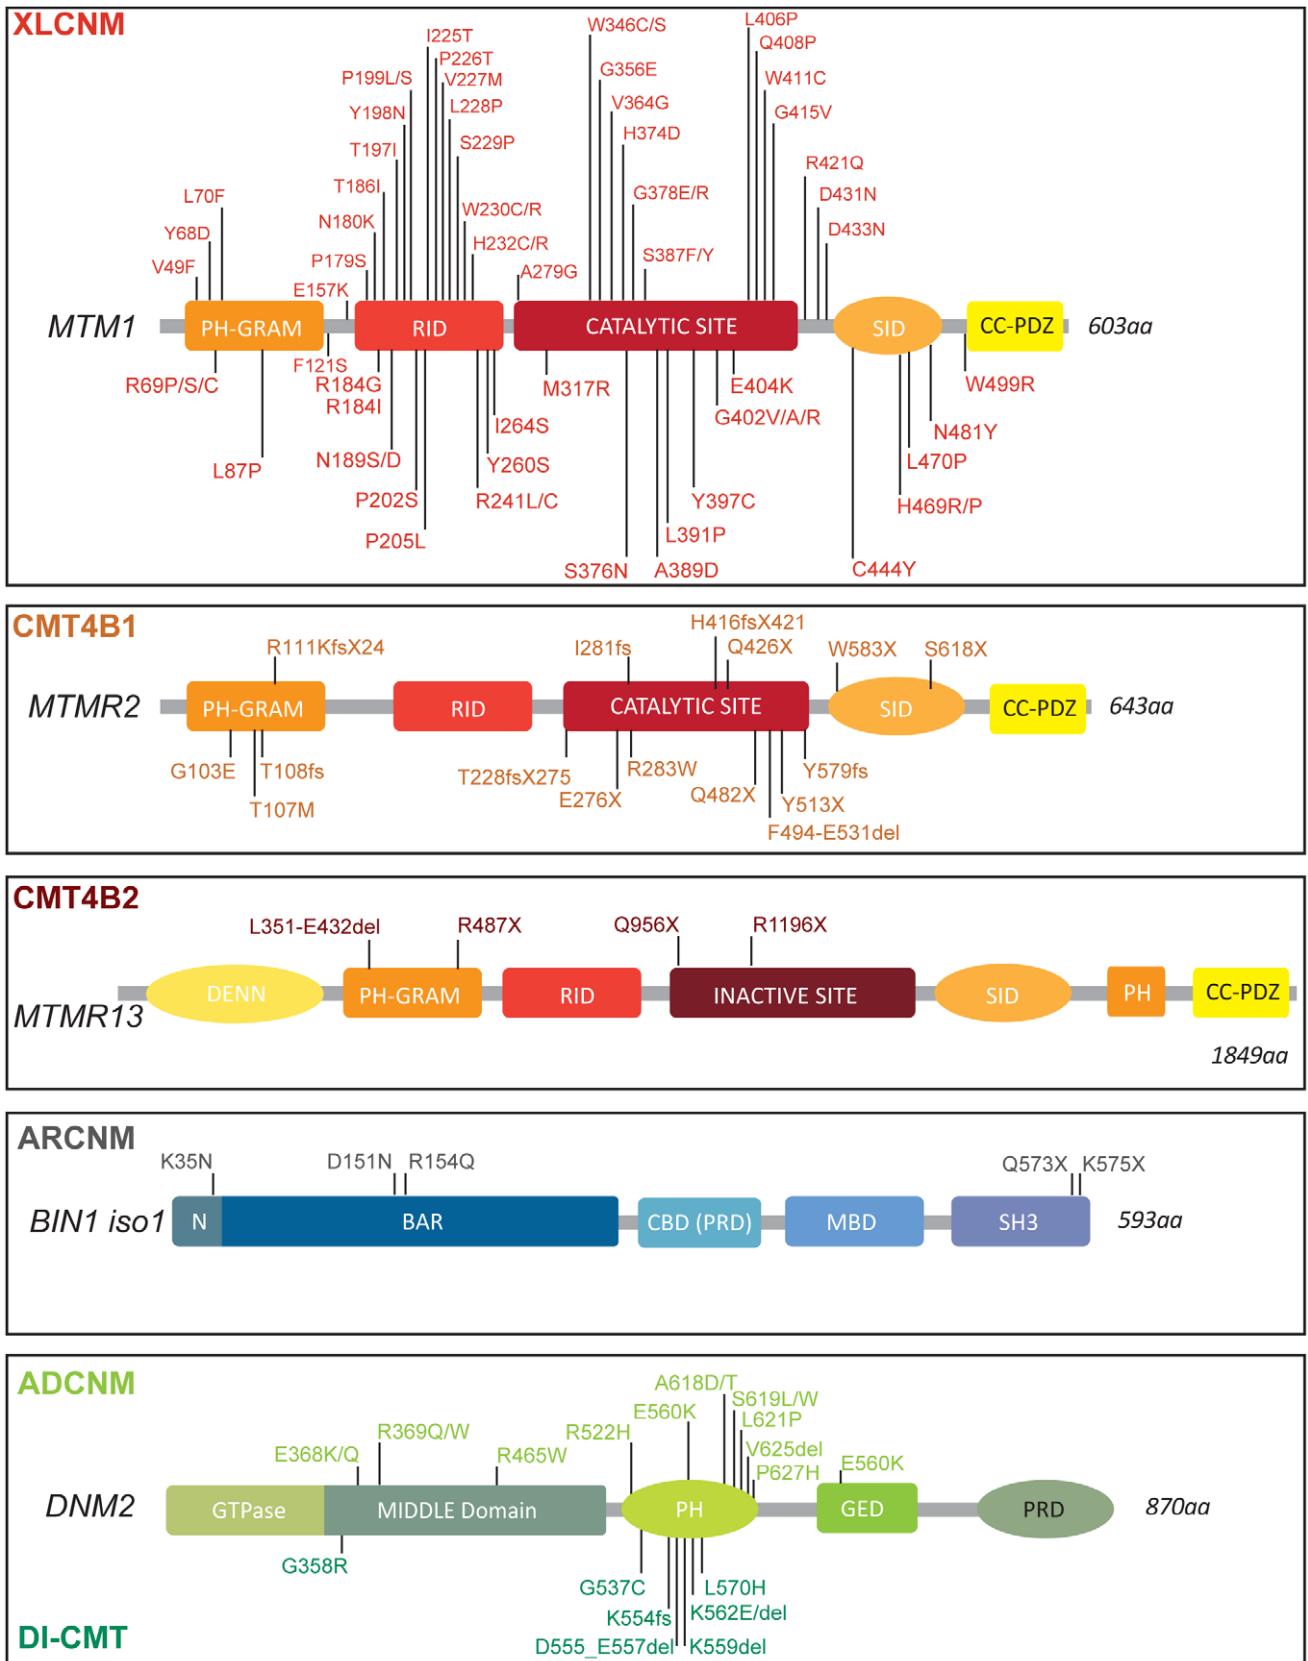 XLCNM
W346C/S
L406P
I225T
Q408P
P226T
G356E
P199L/S
V227M
W411C
V364G
Y198N
L228P
G415V
H374D
T197I
S229P
R421Q
T186I
L70F
G378E/R
D431N
W230C/R
N180K
Y68D
D433N
H232C/R
S387F/Y
P179S
V49F
A279G
E157K
MTM1
PH-GRAM
RID
CATALYTIC SITE
SID
CC-PDZ
603aa
F121S
R69P/S/C
R184G
M317R
E404K
W499R
R184I
G402V/A/R
I264S
N481Y
L87P
N189S/D
Y260S
L470P
P202S
R241L/C
Y397C
H469R/P
P205L
L391P
S376N
A389D
C444Y
CMT4B1
H416fsX421
R111KfsX24
I281fs
Q426X
W583X
S618X
MTMR2
PH-GRAM
RID
CATALYTIC SITE
SID
CC-PDZ
643aa
G103E
T108fs
T228fsX275
R283W
Y579fs
T107M
E276X
Q482X
Y513X
F494-E531del
CMT4B2
L351-E432del
R487X
Q956X
R1196X
DENN
PH-GRAM
RID
INACTIVE SITE
SID
PH
CC-PDZ
MTMR13
1849aa
ARCNM
K35N
D151N
R154Q
Q573X
K575X
BIN1 iso1
N
BAR
CBD (PRD)
MBD
SH3
593aa
ADCNM
A618D/T
S619L/W
E560K
L621P
R369Q/W
R522H
E368K/Q
R465W
V625del
E560K
P627H
DNM2
GTPase
MIDDLE Domain
PH
GED
PRD
870aa
G358R
G537C
L570H
K554fs
K562E/del
DI-CMT
D555_E557del
K559del